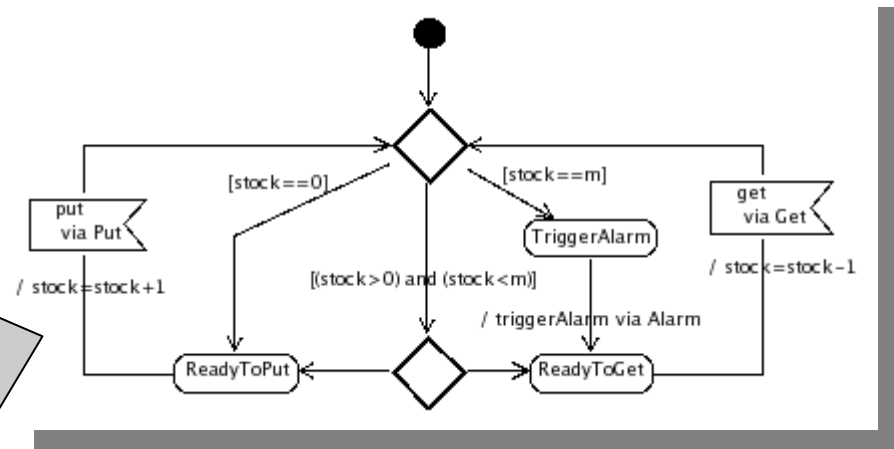 [stock==0]
[stock==m]
put
via Put
get
via Get
TriggerAlarm
/ stock=stock+1
[(stock>0) and (stock<m)]
/ stock=stock-1
/ triggerAlarm via Alarm
ReadyToPut
ReadyToGet